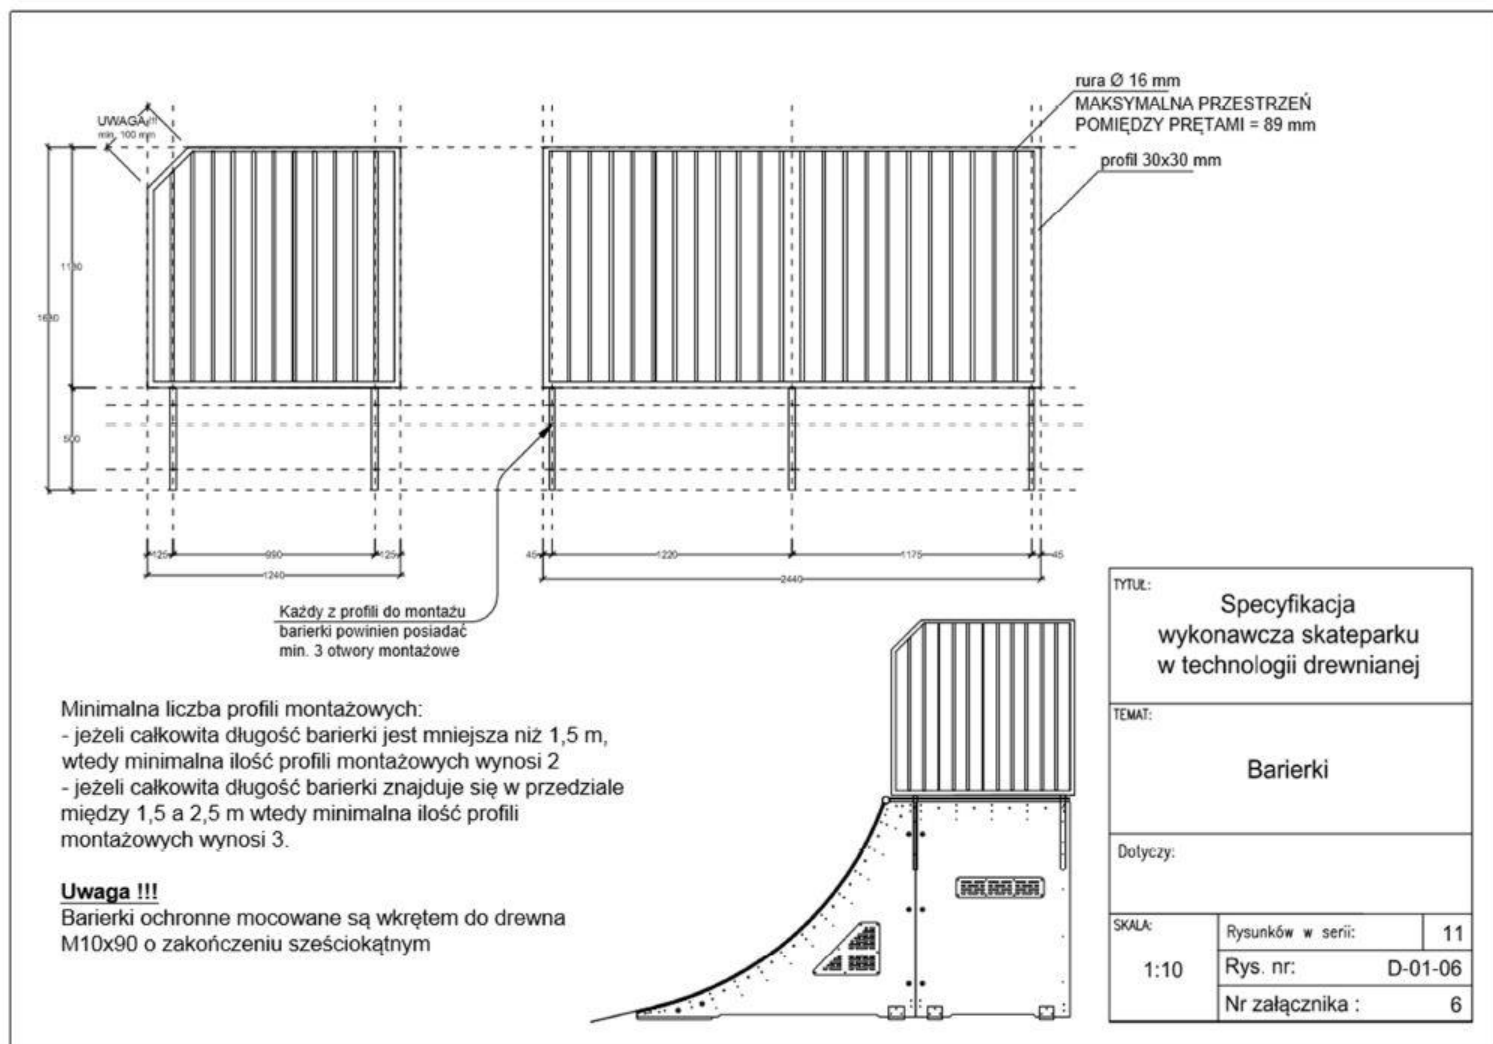 rura Ø 16 mm
MAKSYMALNA PRZESTRZEŃ
POMIĘDZY PRĘTAMI = 89 mm
profil 30x30 mm
UWAGA !!!
min. 100 mm
1180
1680
500
125
990
125
1240
45
1220
1175
45
2440
Każdy z profili do montażu
barierki powinien posiadać
min. 3 otwory montażowe
Minimalna liczba profili montażowych:
- jeżeli całkowita długość barierki jest mniejsza niż 1,5 m,
wtedy minimalna ilość profili montażowych wynosi 2
- jeżeli całkowita długość barierki znajduje się w przedziale
między 1,5 a 2,5 m wtedy minimalna ilość profili
montażowych wynosi 3.
Uwaga !!!
Barierki ochronne mocowane są wkrętem do drewna
M10x90 o zakończeniu sześciokątnym
TYTUŁ:
Specyfikacja
wykonawcza skateparku
w technologii drewnianej
TEMAT:
Barierki
Dotyczy:
SKALA:
1:10
Rysunków w serii: 11
Rys. nr: D-01-06
Nr załącznika : 6